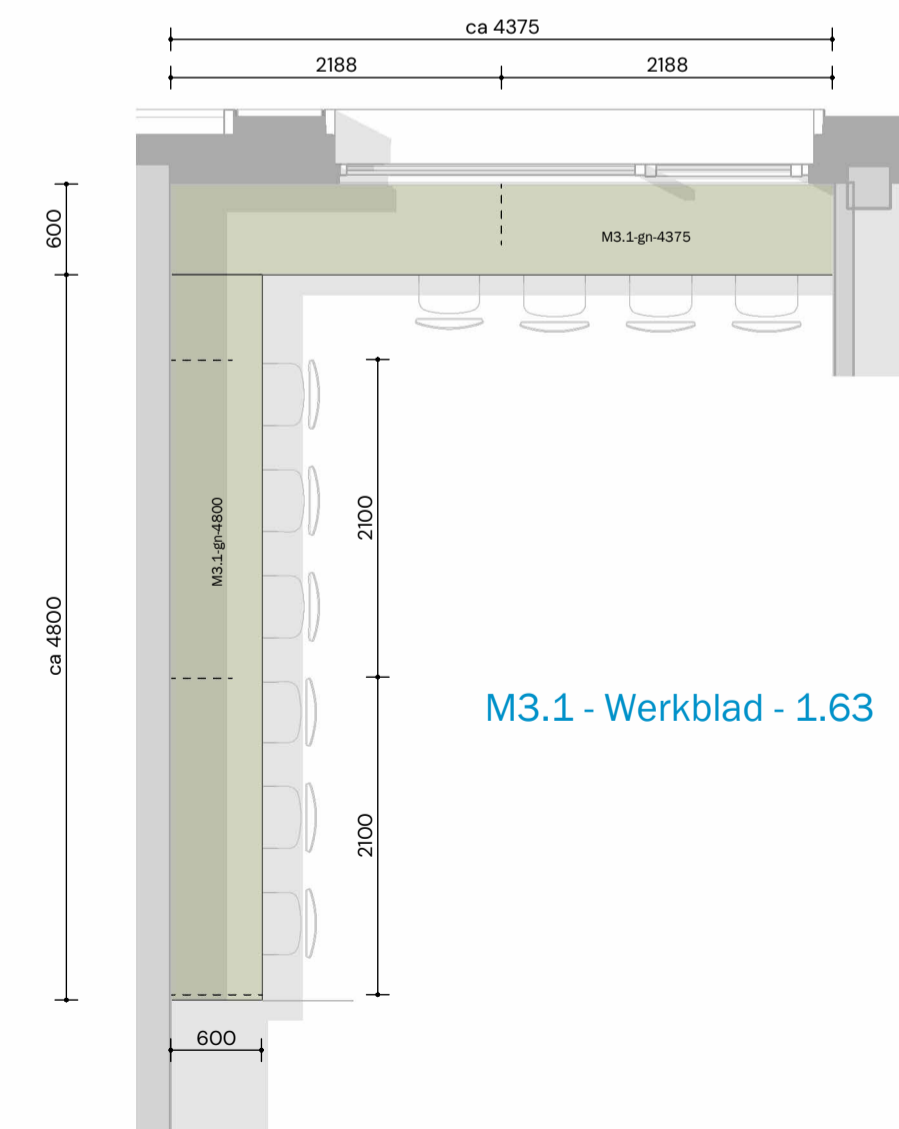 ca 4375
2188
2188
600
M3.1-gn-4375
2100
M3.1-gn-4800
ca 4800
M3.1 - Werkblad - 1.63
2100
600